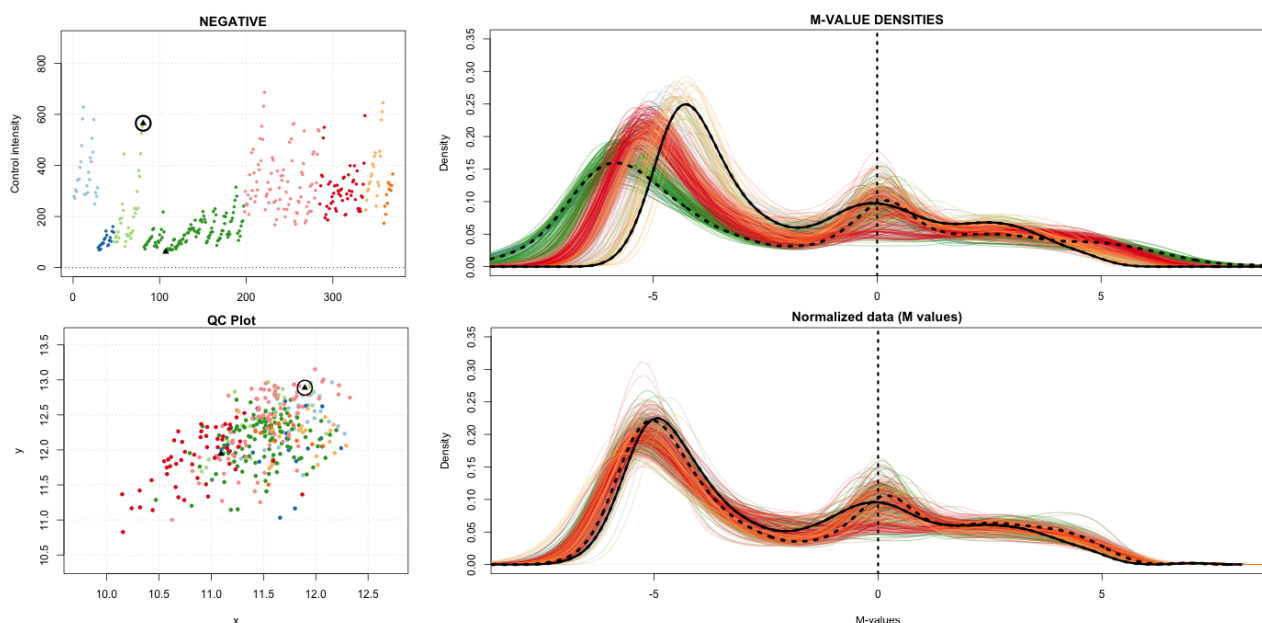 NEGATIVE
Control intensity
800
600
400
200
0
0 100 200 300
M-VALUE DENSITIES
Density
0.35
0.30
0.25
0.20
0.15
0.10
0.05
0.00
-5 0 5
QC Plot
y
13.5
13.0
12.5
12.0
11.5
11.0
10.5
10.0 10.5 11.0 11.5 12.0 12.5
x
Normalized data (M values)
Density
0.35
0.30
0.25
0.20
0.15
0.10
0.05
0.00
-5 0 5
M-values